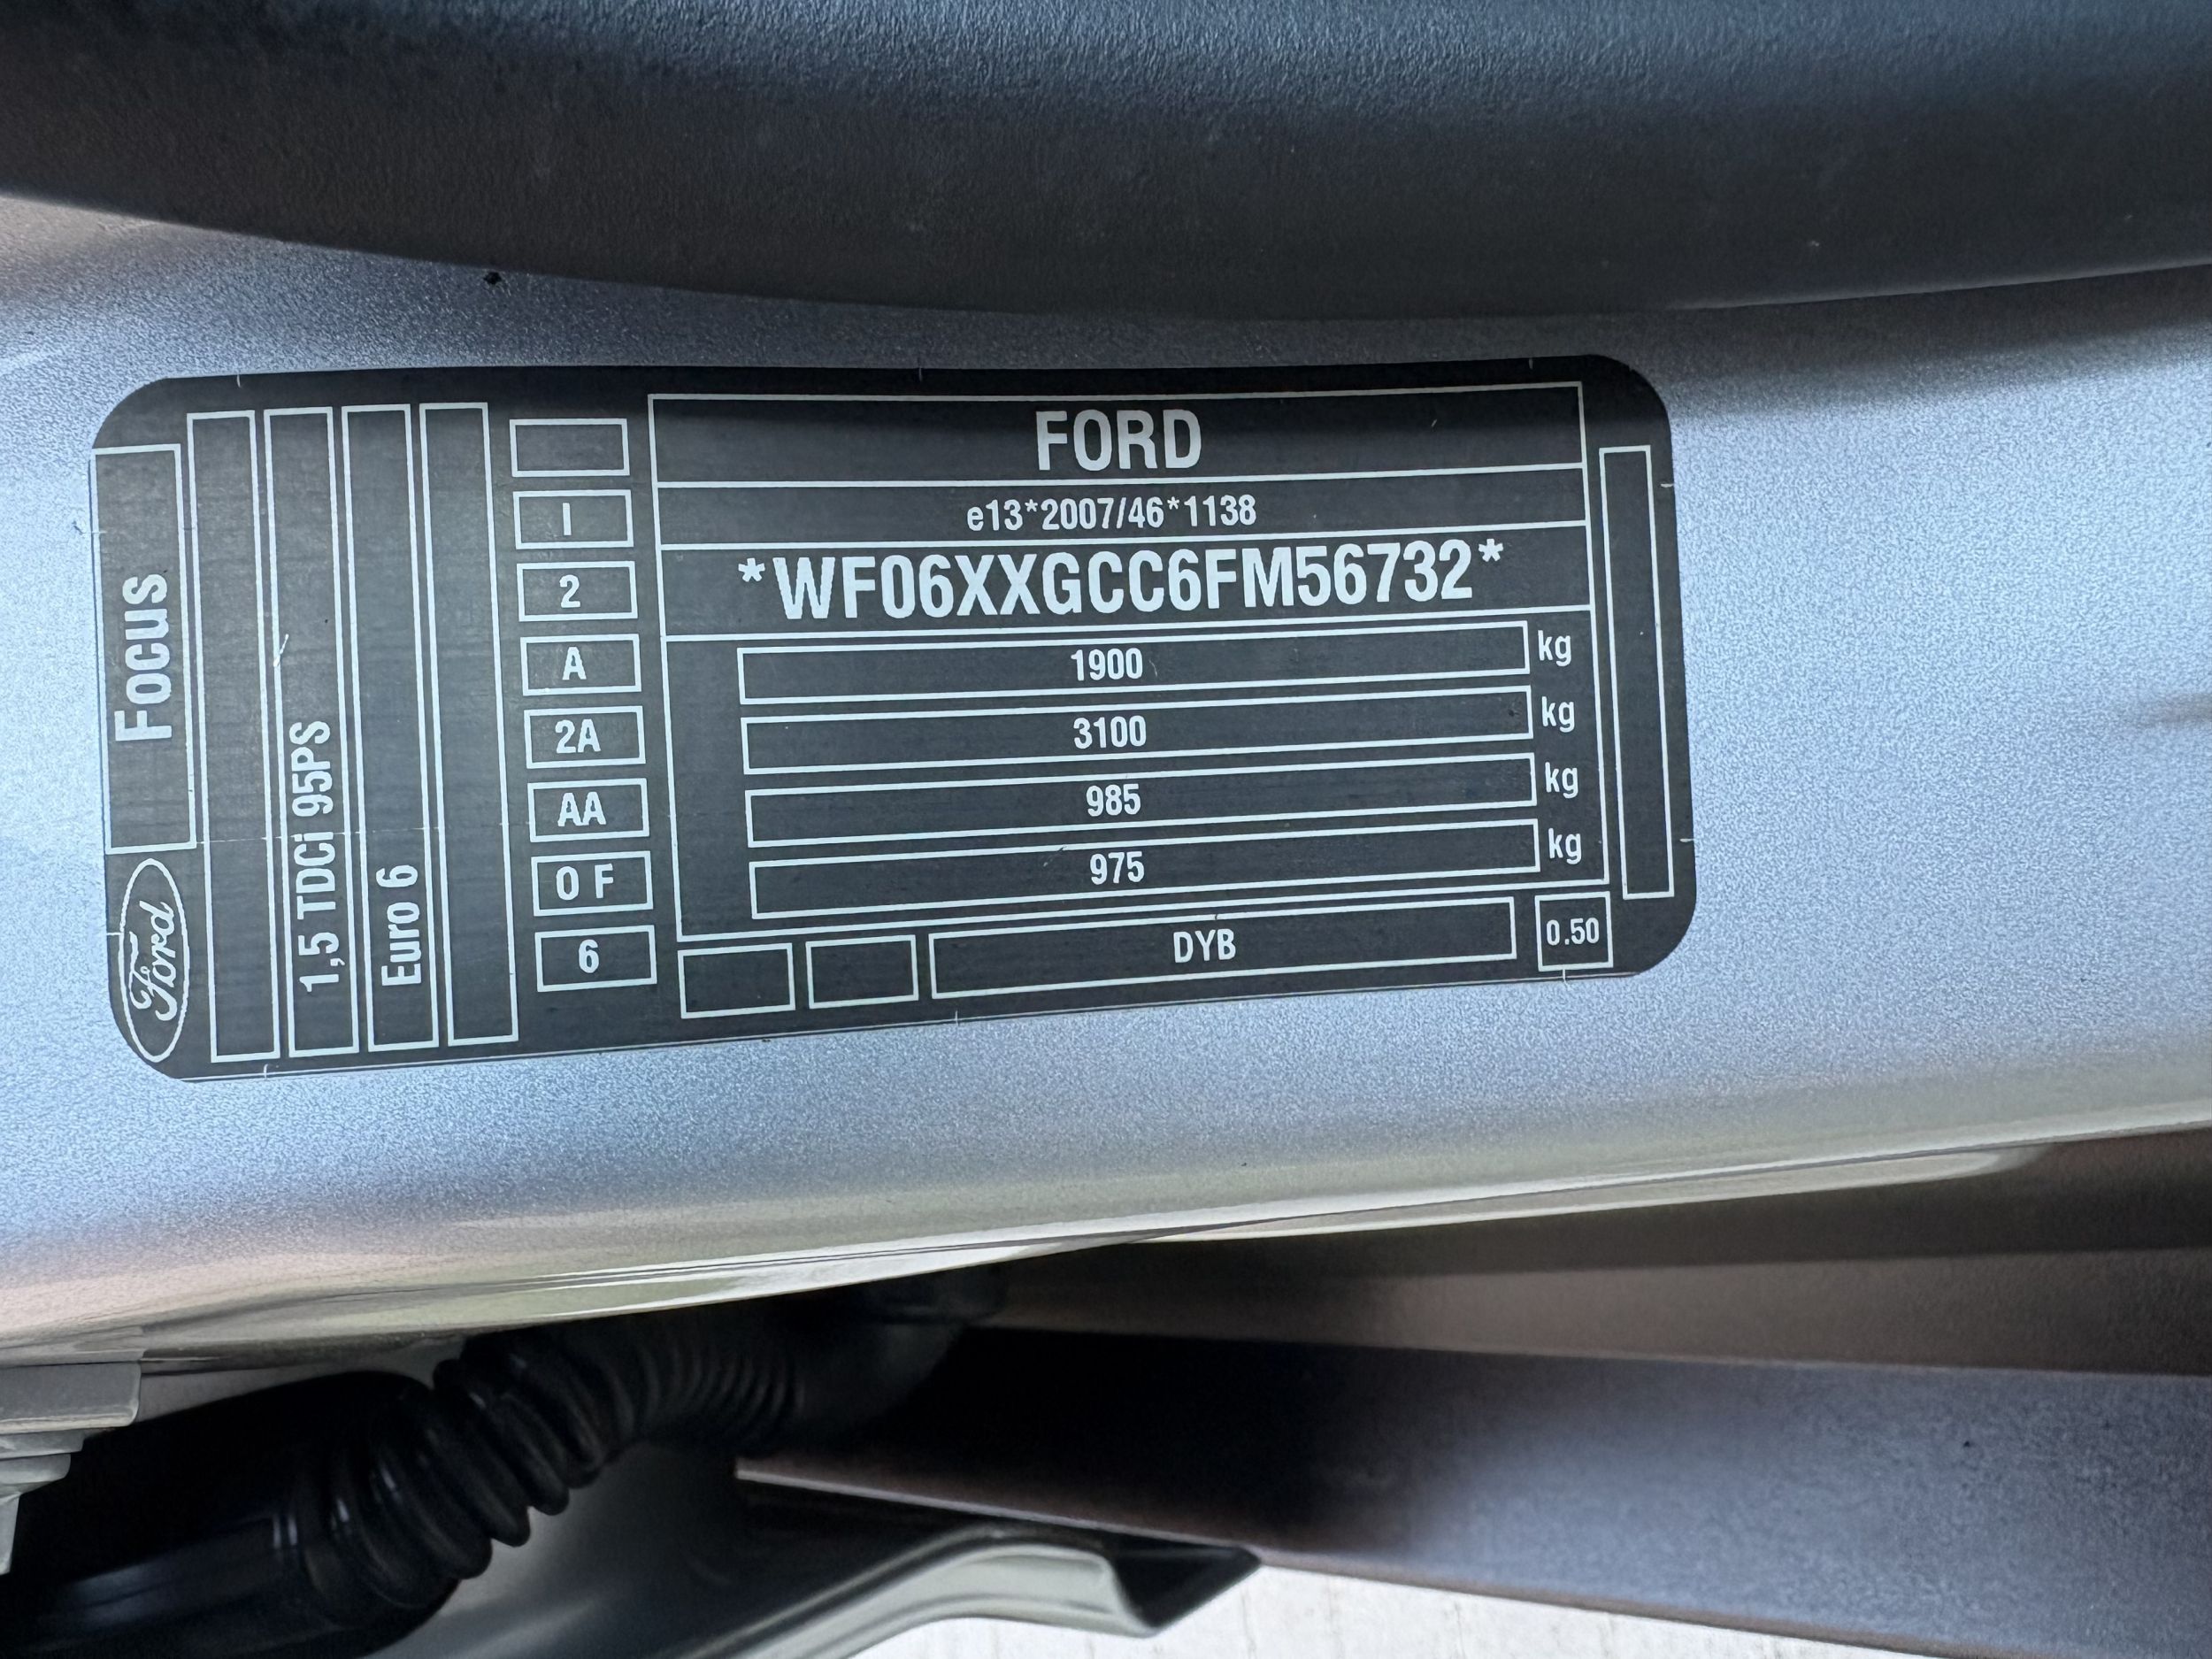 FORD
e13*2007/46*1138
*WF06XXGCC6FM56732*
1900 kg
3100 kg
985 kg
975 kg
DYB
0.50
I
2
A
2A
AA
0 F
6
Ford
Focus
1,5 TDCi 95PS
Euro 6